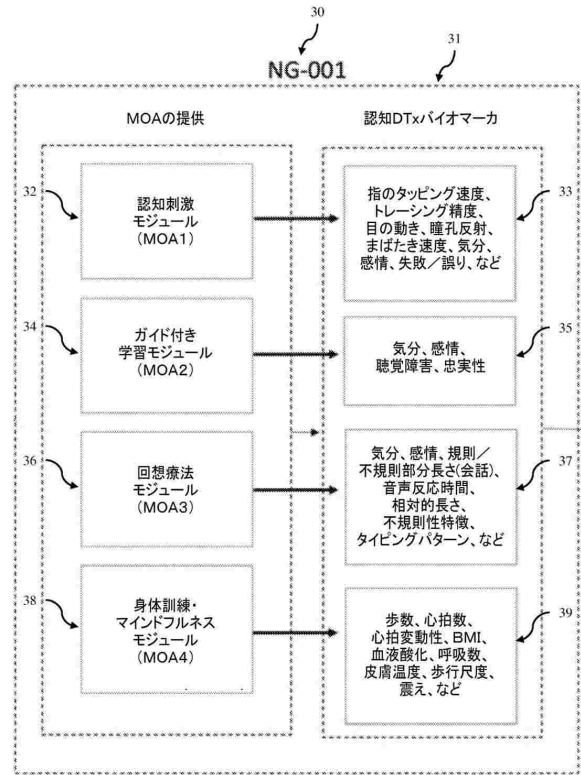 30
31
NG-001
MOAの提供
認知DTxバイオマーカ
32
認知刺激
モジュール
(MOA1)
指のタッピング速度、
トレーシング精度、
目の動き、瞳孔反射、
まばたき速度、気分、
感情、失敗／誤り、など
33
34
ガイド付き
学習モジュール
(MOA2)
気分、感情、
聴覚障害、忠実性
35
36
回想療法
モジュール
(MOA3)
気分、感情、規則／
不規則部分長さ(会話)、
音声反応時間、
相対的長さ、
不規則性特徴、
タイピングパターン、など
37
38
身体訓練・
マインドフルネス
モジュール
(MOA4)
歩数、心拍数、
心拍変動性、BMI、
血液酸化、呼吸数、
皮膚温度、歩行尺度、
震え、など
39